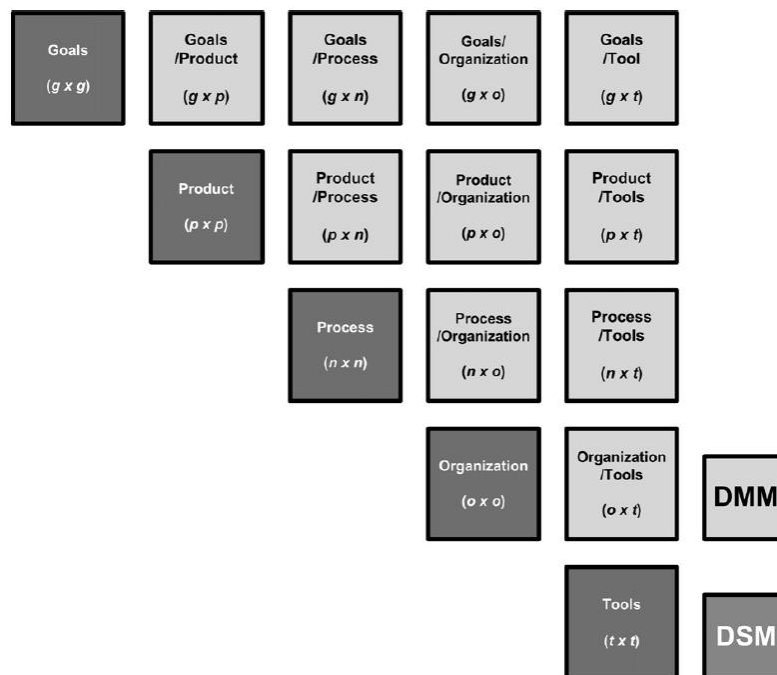 Goals
(g x g)
Goals
/Product
(g x p)
Goals
/Process
(g x n)
Goals/
Organization
(g x o)
Goals
/Tool
(g x t)
Product
(p x p)
Product
/Process
(p x n)
Product
/Organization
(p x o)
Product
/Tools
(p x t)
Process
(n x n)
Process
/Organization
(n x o)
Process
/Tools
(n x t)
Organization
(o x o)
Organization
/Tools
(o x t)
DMM
Tools
(t x t)
DSM